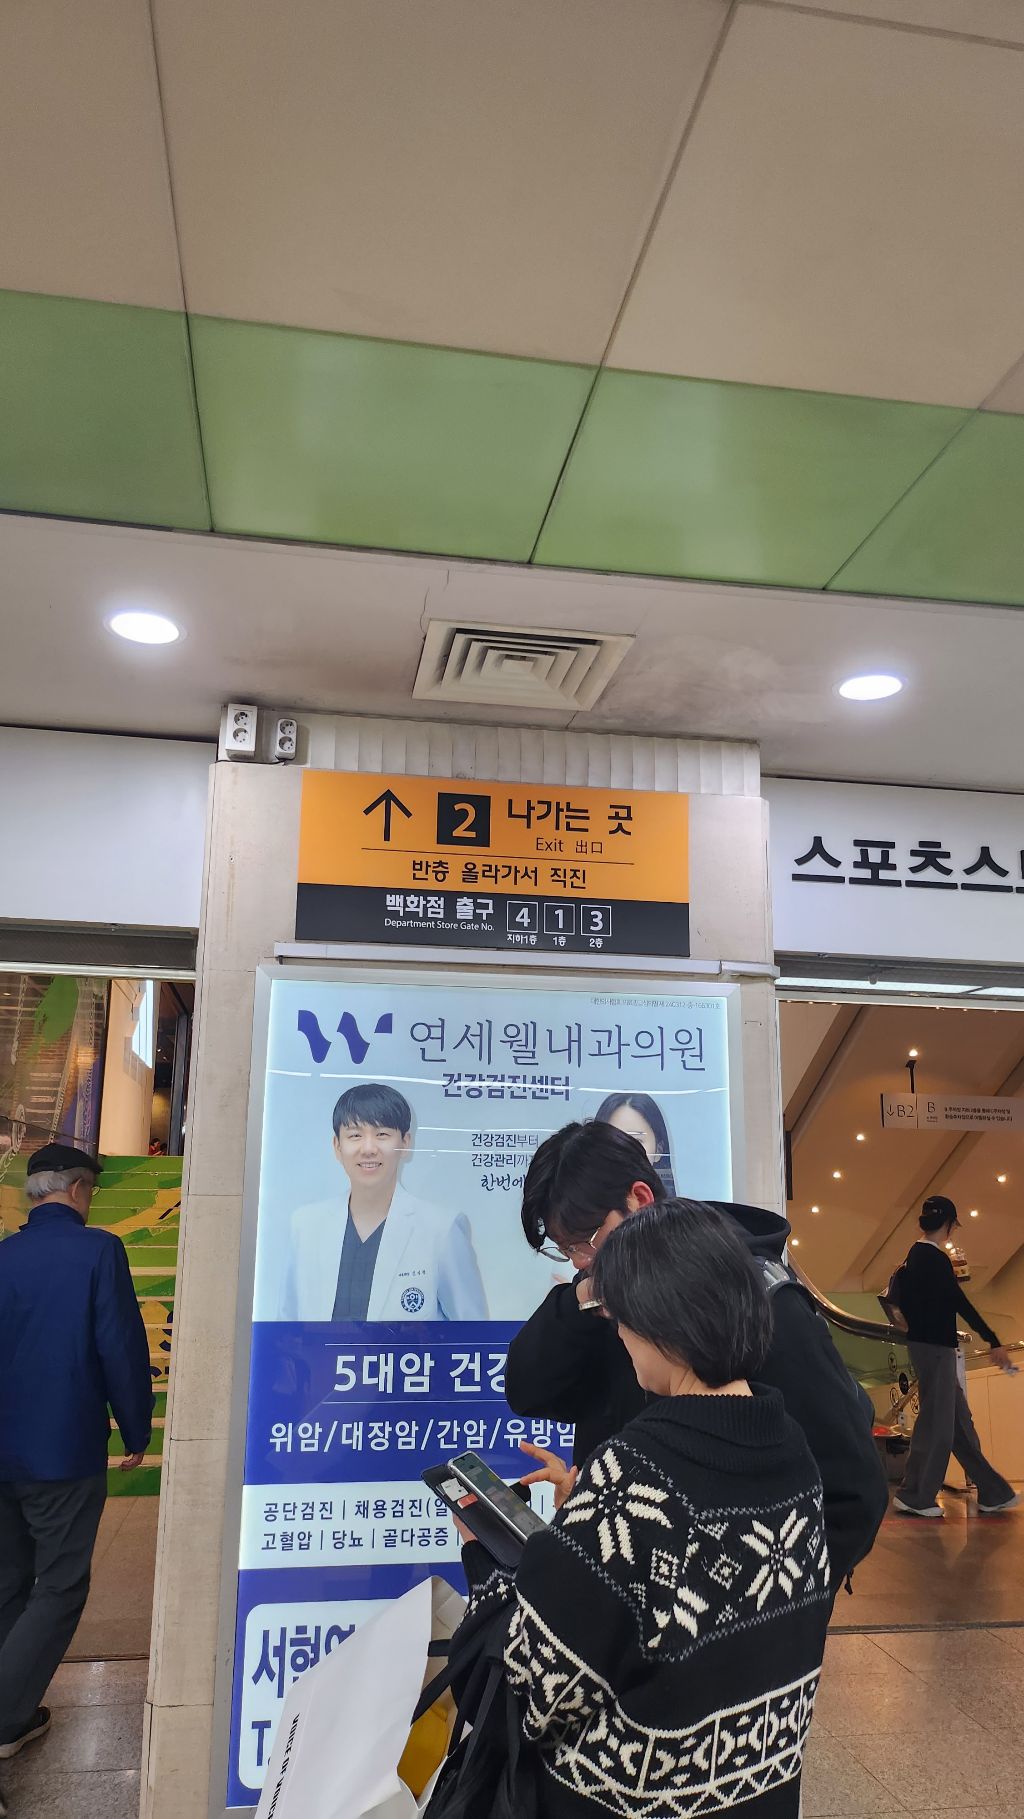 ↑ 2 나가는 곳
Exit 出口
반층 올라가서 직진
백화점 출구 4 1 3
Department Store Gate No. 지하1층 1층 2층
스포츠스
연세웰내과의원
건강검진센터
건강검진부터
건강관리까
한번에
↓B2 B
5대암 건강
위암/대장암/간암/유방암
공단검진 | 채용검진(일
고혈압 | 당뇨 | 골다공증 |
서현역
T.
VOICE OF VOICE